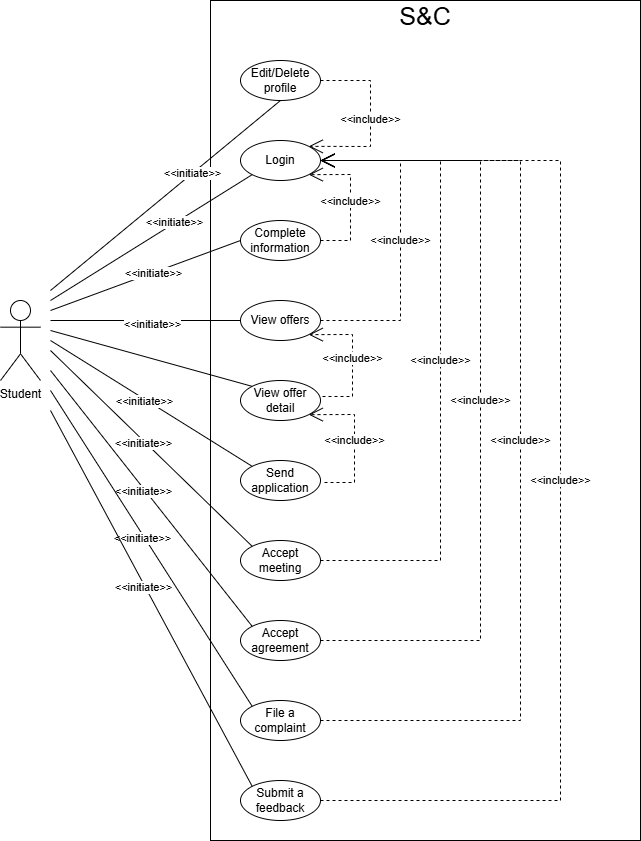 S&C
Edit/Delete
profile
<<include>>
Login
<<initiate>>
<<include>>
<<initiate>>
Complete
information
<<include>>
<<initiate>>
View offers
<<initiate>>
<<include>>
<<include>>
Student
View offer
detail
<<initiate>>
<<include>>
<<include>>
<<initiate>>
Send
application
<<include>>
<<initiate>>
<<initiate>>
Accept
meeting
<<initiate>>
Accept
agreement
File a
complaint
Submit a
feedback